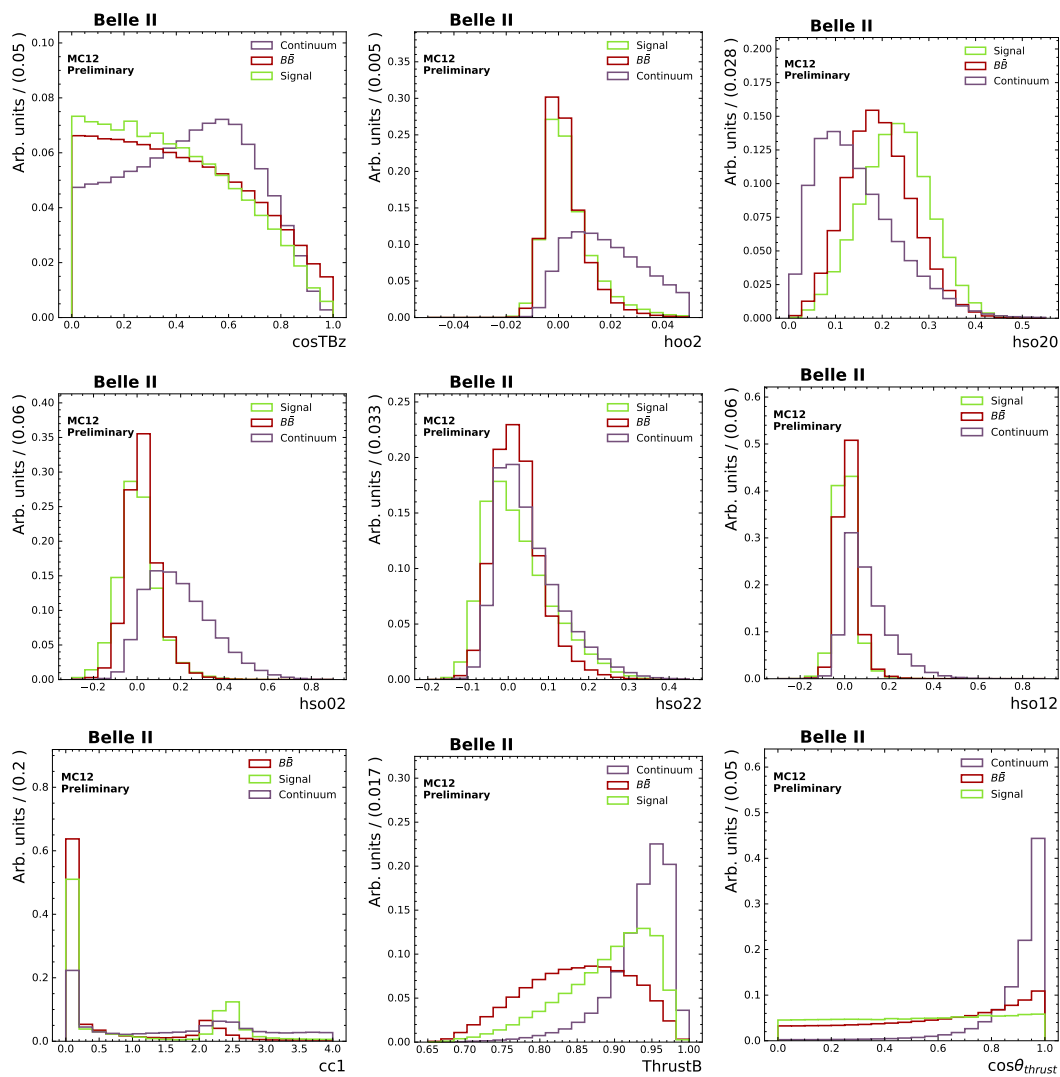 Belle II
Arb. units / (0.05)
MC12
Preliminary
Continuum
BB̄
Signal
0.10
0.08
0.06
0.04
0.02
0.00
0.0 0.2 0.4 0.6 0.8 1.0
cosTBz
Belle II
Arb. units / (0.005)
MC12
Preliminary
Signal
BB̄
Continuum
0.35
0.30
0.25
0.20
0.15
0.10
0.05
0.00
−0.04 −0.02 0.00 0.02 0.04
hoo2
Belle II
Arb. units / (0.028)
MC12
Preliminary
Signal
BB̄
Continuum
0.200
0.175
0.150
0.125
0.100
0.075
0.050
0.025
0.000
0.0 0.1 0.2 0.3 0.4 0.5
hso20
Belle II
Arb. units / (0.06)
MC12
Preliminary
Signal
BB̄
Continuum
0.40
0.35
0.30
0.25
0.20
0.15
0.10
0.05
0.00
−0.2 0.0 0.2 0.4 0.6 0.8
hso02
Belle II
Arb. units / (0.033)
MC12
Preliminary
Signal
BB̄
Continuum
0.25
0.20
0.15
0.10
0.05
0.00
−0.2 −0.1 0.0 0.1 0.2 0.3 0.4
hso22
Belle II
Arb. units / (0.06)
MC12
Preliminary
Signal
BB̄
Continuum
0.6
0.5
0.4
0.3
0.2
0.1
0.0
−0.2 0.0 0.2 0.4 0.6 0.8
hso12
Belle II
Arb. units / (0.2)
MC12
Preliminary
BB̄
Signal
Continuum
0.8
0.6
0.4
0.2
0.0
0.0 0.5 1.0 1.5 2.0 2.5 3.0 3.5 4.0
cc1
Belle II
Arb. units / (0.017)
MC12
Preliminary
Continuum
BB̄
Signal
0.30
0.25
0.20
0.15
0.10
0.05
0.00
0.65 0.70 0.75 0.80 0.85 0.90 0.95 1.00
ThrustB
Belle II
Arb. units / (0.05)
MC12
Preliminary
Continuum
BB̄
Signal
0.6
0.5
0.4
0.3
0.2
0.1
0.0
0.0 0.2 0.4 0.6 0.8 1.0
cosθthrust